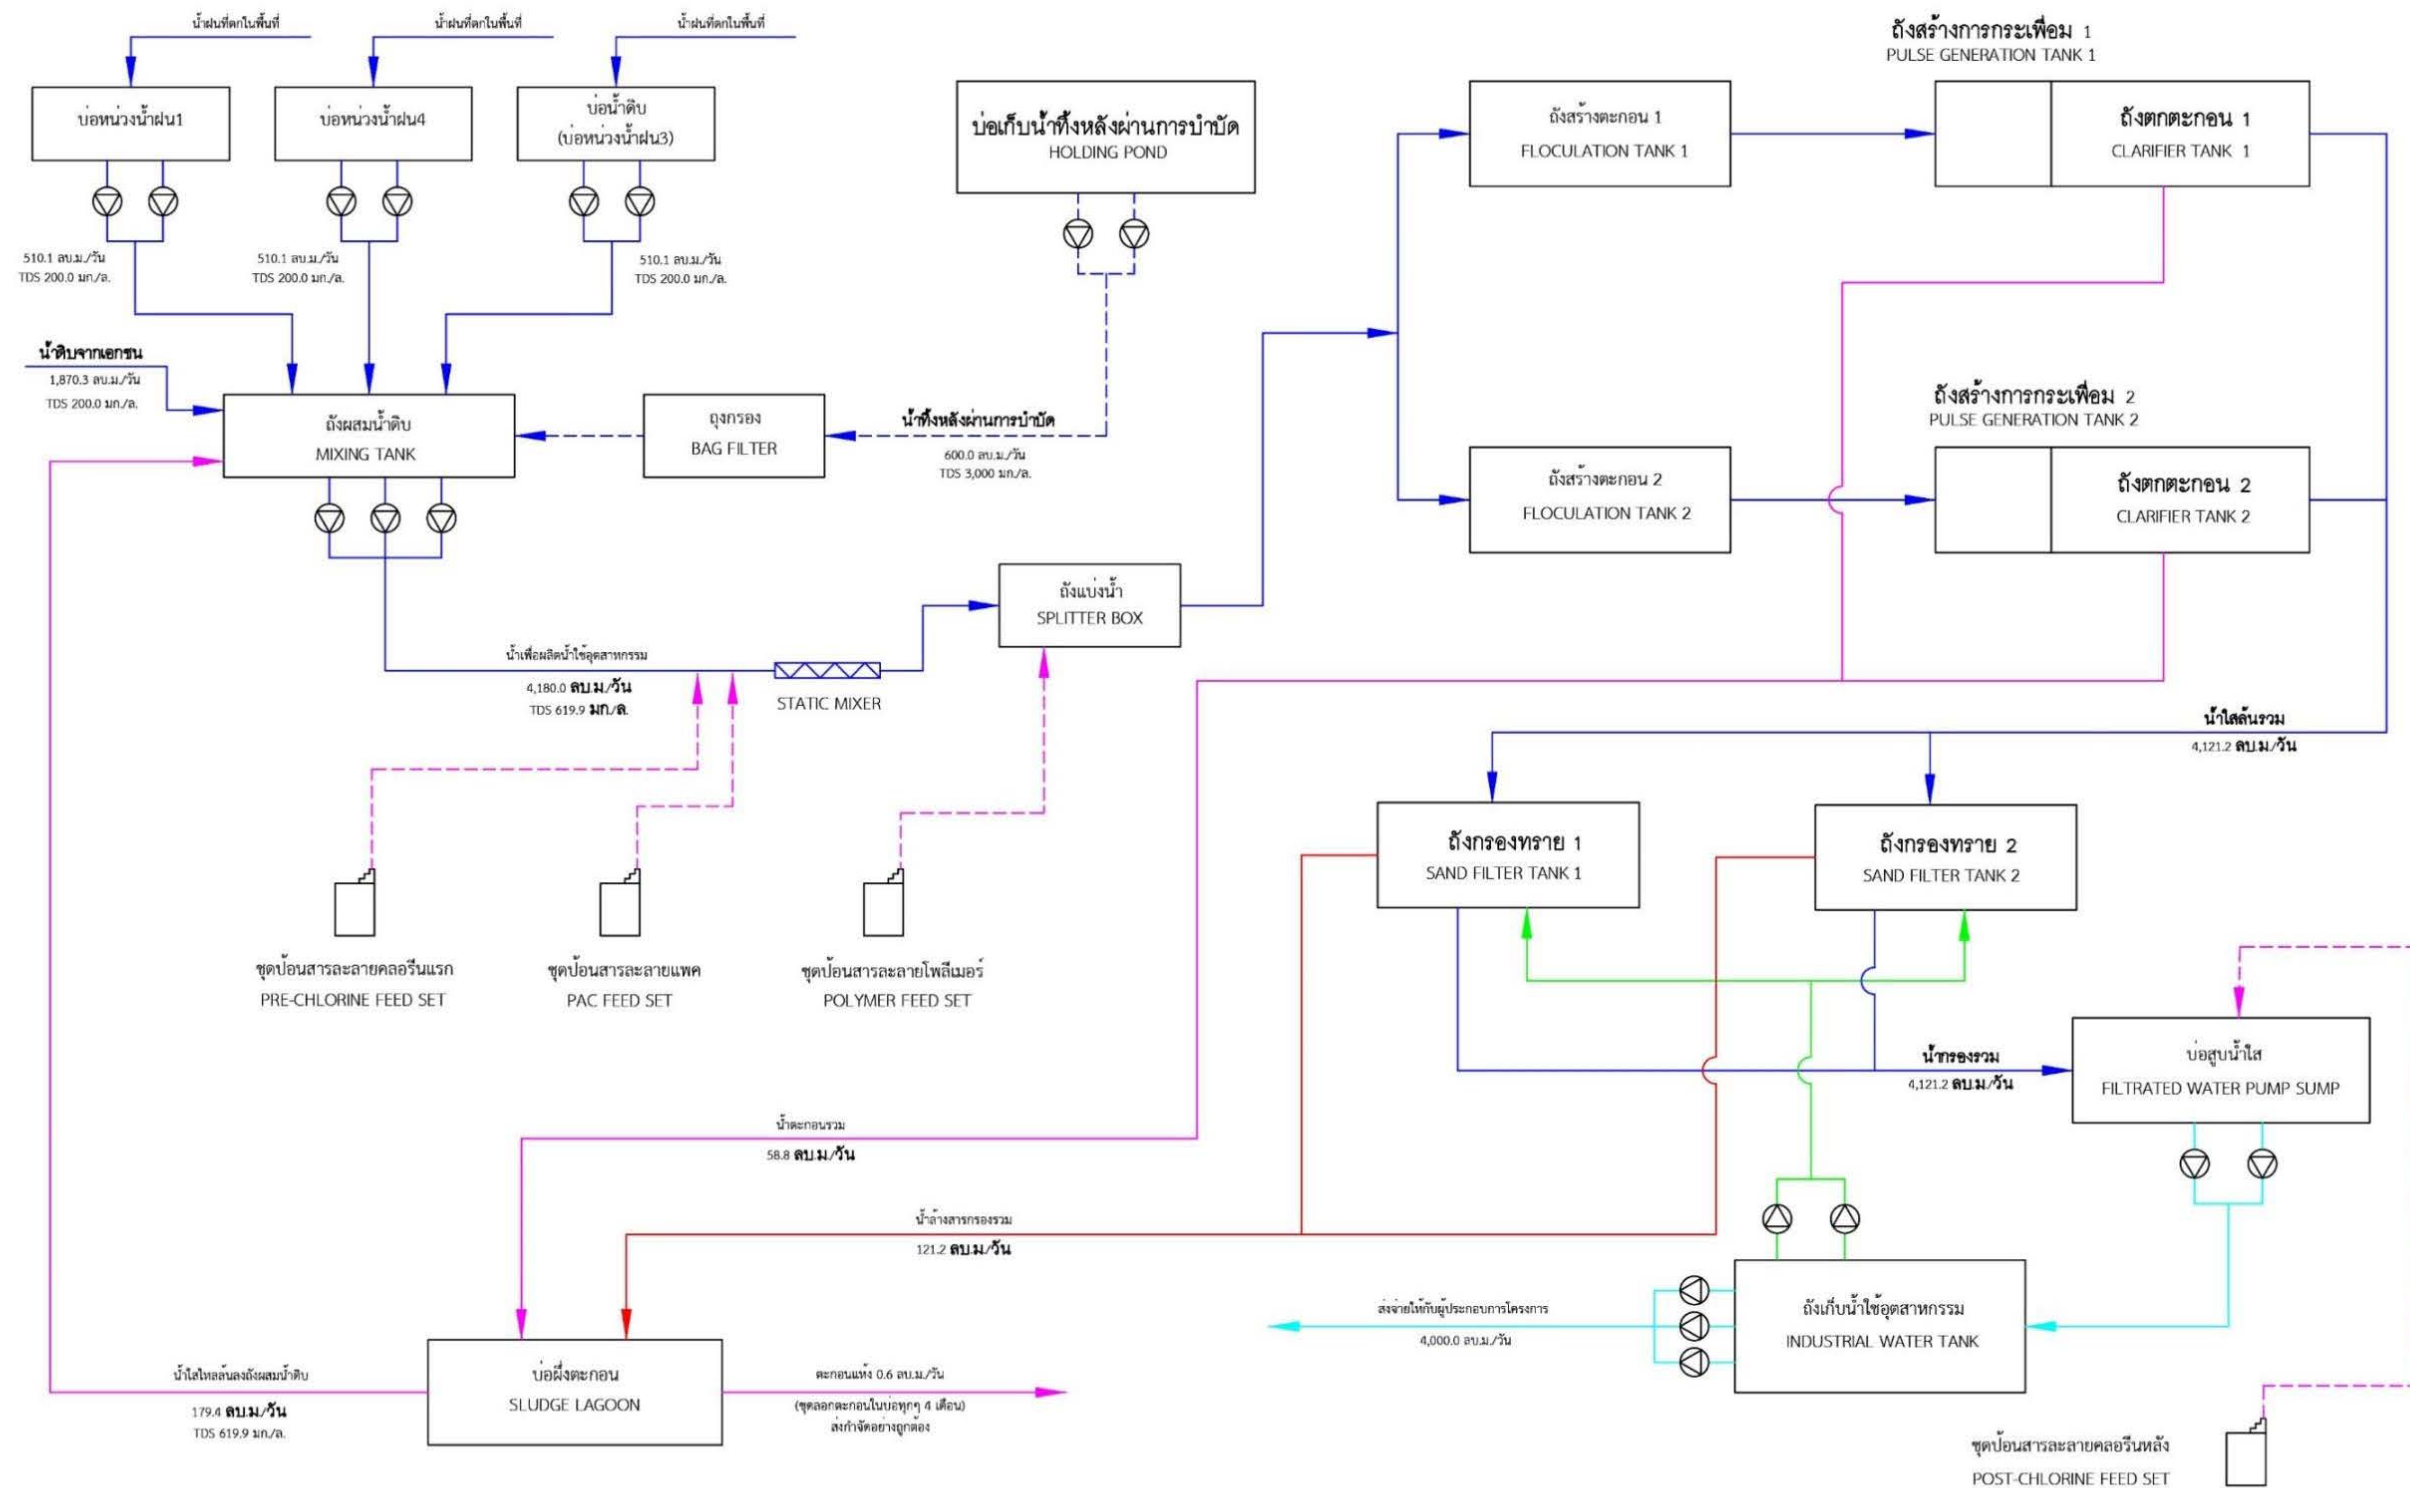 น้ำฝนที่ตกในพื้นที่
น้ำฝนที่ตกในพื้นที่
น้ำฝนที่ตกในพื้นที่
บ่อหน่วงน้ำฝน1
บ่อหน่วงน้ำฝน4
บ่อน้ำดิบ
(บ่อหน่วงน้ำฝน3)
บ่อเก็บน้ำทิ้งหลังผ่านการบำบัด
HOLDING POND
510.1 ลบ.ม./วัน
TDS 200.0 มก./ล.
510.1 ลบ.ม./วัน
TDS 200.0 มก./ล.
510.1 ลบ.ม./วัน
TDS 200.0 มก./ล.
น้ำดิบจากเอกชน
1,870.3 ลบ.ม./วัน
TDS 200.0 มก./ล.
ถังผสมน้ำดิบ
MIXING TANK
ถุงกรอง
BAG FILTER
น้ำทิ้งหลังผ่านการบำบัด
600.0 ลบ.ม./วัน
TDS 3,000 มก./ล.
ถังสร้างการกระเพื่อม 1
PULSE GENERATION TANK 1
ถังสร้างตะกอน 1
FLOCULATION TANK 1
ถังตกตะกอน 1
CLARIFIER TANK 1
ถังสร้างการกระเพื่อม 2
PULSE GENERATION TANK 2
ถังสร้างตะกอน 2
FLOCULATION TANK 2
ถังตกตะกอน 2
CLARIFIER TANK 2
ถังแบ่งน้ำ
SPLITTER BOX
น้ำเพื่อผลิตน้ำใช้อุตสาหกรรม
4,180.0 ลบ.ม./วัน
TDS 619.9 มก./ล.
STATIC MIXER
น้ำใสล้นรวม
4,121.2 ลบ.ม./วัน
ถังกรองทราย 1
SAND FILTER TANK 1
ถังกรองทราย 2
SAND FILTER TANK 2
ชุดป้อนสารละลายคลอรีนแรก
PRE-CHLORINE FEED SET
ชุดป้อนสารละลายแพค
PAC FEED SET
ชุดป้อนสารละลายโพลีเมอร์
POLYMER FEED SET
น้ำกรองรวม
4,121.2 ลบ.ม./วัน
บ่อสูบน้ำใส
FILTRATED WATER PUMP SUMP
น้ำตะกอนรวม
58.8 ลบ.ม./วัน
น้ำล้างสารกรองรวม
121.2 ลบ.ม./วัน
ส่งจ่ายให้กับผู้ประกอบการโครงการ
4,000.0 ลบ.ม./วัน
ถังเก็บน้ำใช้อุตสาหกรรม
INDUSTRIAL WATER TANK
น้ำใสไหลล้นลงถังผสมน้ำดิบ
179.4 ลบ.ม./วัน
TDS 619.9 มก./ล.
บ่อผึ่งตะกอน
SLUDGE LAGOON
ตะกอนแห้ง 0.6 ลบ.ม./วัน
(ขุดลอกตะกอนในบ่อทุกๆ 4 เดือน)
ส่งกำจัดอย่างถูกต้อง
ชุดป้อนสารละลายคลอรีนหลัง
POST-CHLORINE FEED SET